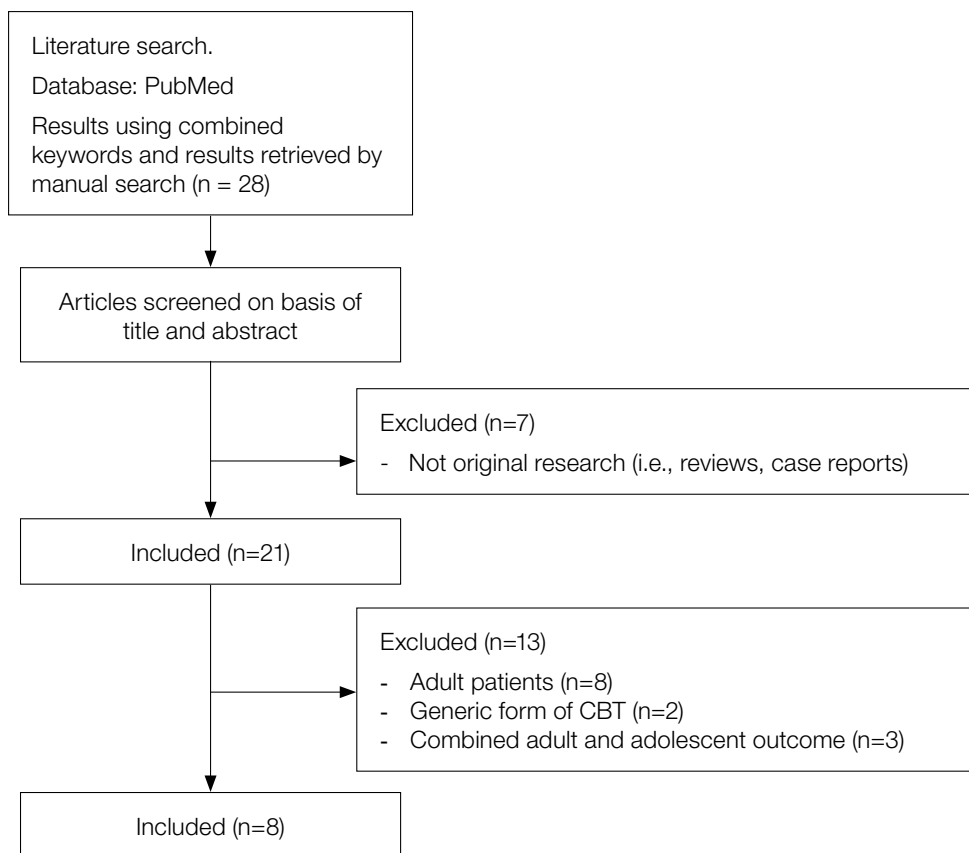 Literature search.
Database: PubMed
Results using combined
keywords and results retrieved by
manual search (n = 28)
Articles screened on basis of
title and abstract
Excluded (n=7)
- Not original research (i.e., reviews, case reports)
Included (n=21)
Excluded (n=13)
- Adult patients (n=8)
- Generic form of CBT (n=2)
- Combined adult and adolescent outcome (n=3)
Included (n=8)